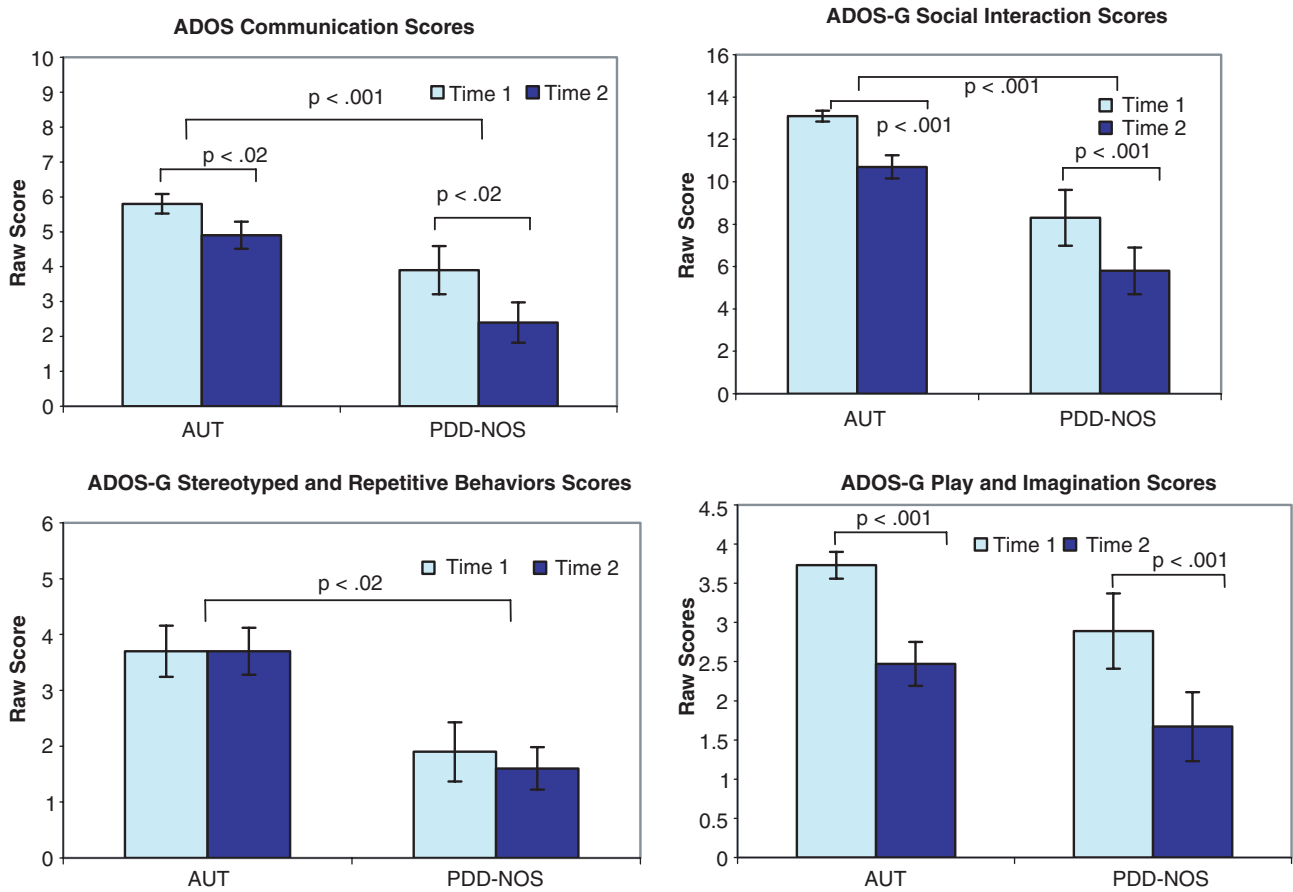 ADOS Communication Scores
10
9
8
7
6
5
4
3
2
1
0
Raw Score
Time 1 Time 2
p < .001
p < .02
p < .02
AUT PDD-NOS
ADOS-G Social Interaction Scores
16
14
12
10
8
6
4
2
0
Raw Score
Time 1
Time 2
p < .001
p < .001
p < .001
AUT PDD-NOS
ADOS-G Stereotyped and Repetitive Behaviors Scores
6
5
4
3
2
1
0
Raw Score
Time 1 Time 2
p < .02
AUT PDD-NOS
ADOS-G Play and Imagination Scores
4.5
4
3.5
3
2.5
2
1.5
1
0.5
0
Raw Scores
p < .001
Time 1 Time 2
p < .001
AUT PDD-NOS